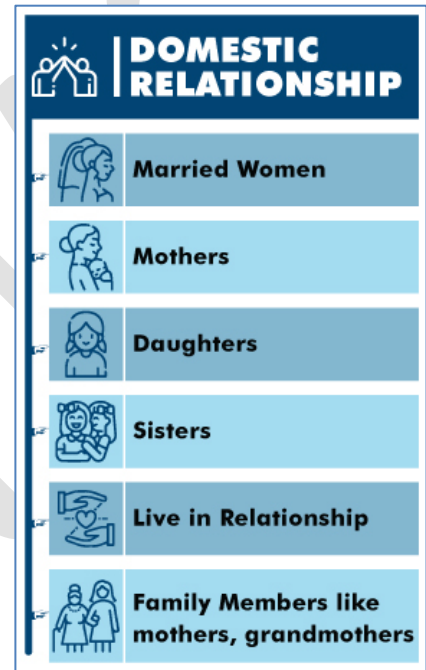 DOMESTIC
RELATIONSHIP
Married Women
Mothers
Daughters
Sisters
Live in Relationship
Family Members like
mothers, grandmothers